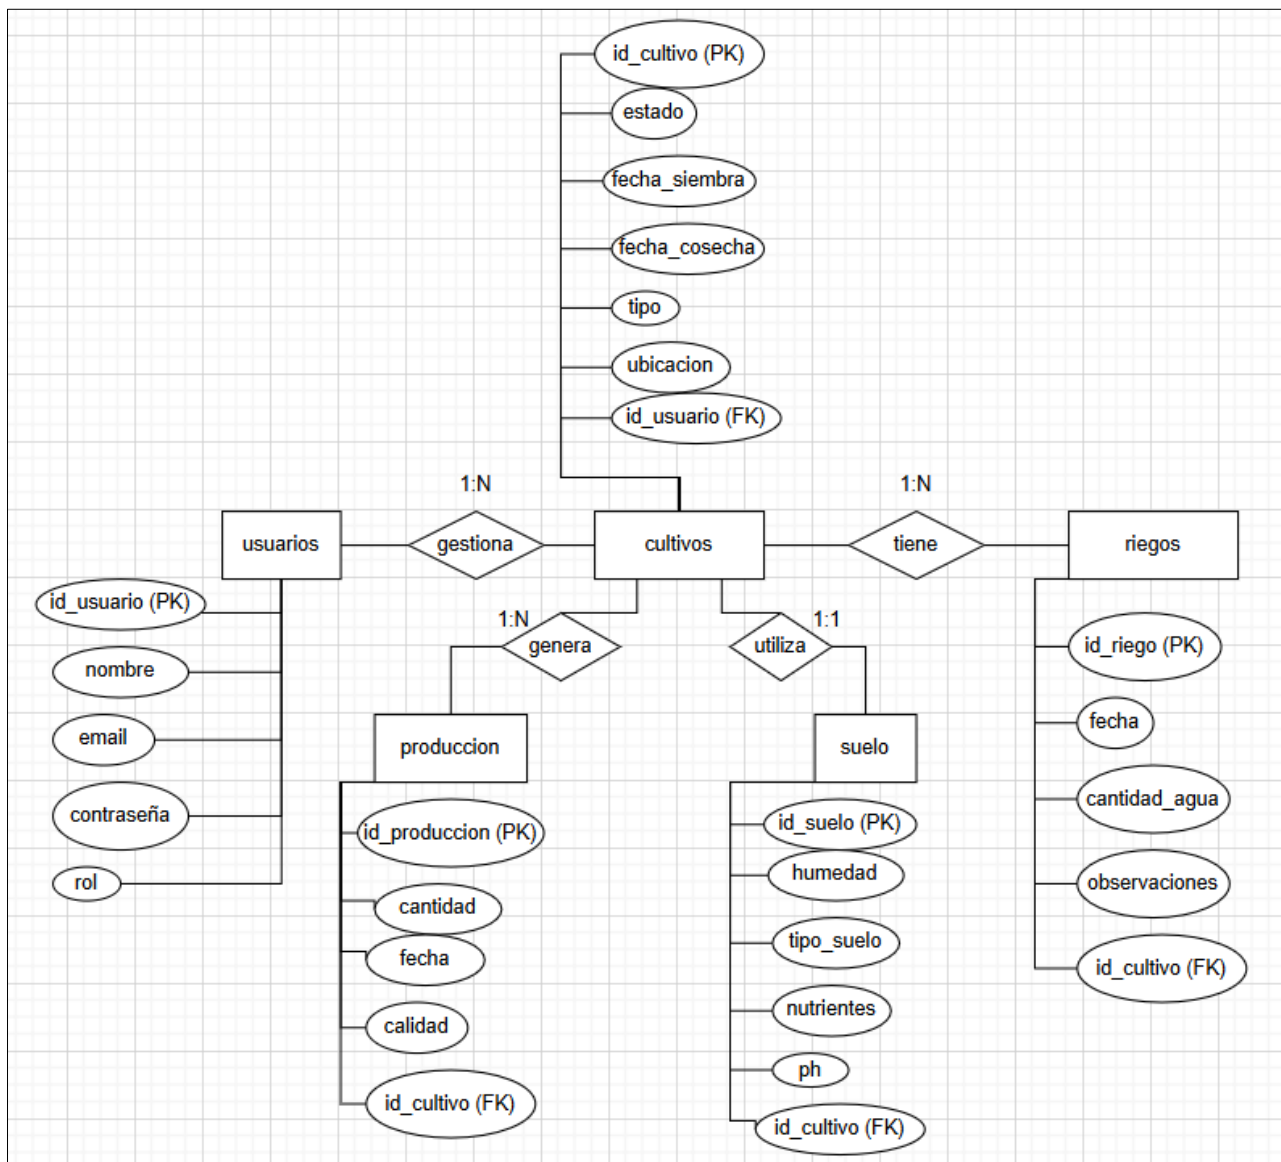 id_cultivo (PK)
estado
fecha_siembra
fecha_cosecha
tipo
ubicacion
id_usuario (FK)
1:N
1:N
usuarios
gestiona
cultivos
tiene
riegos
id_usuario (PK)
nombre
email
contraseña
rol
1:N
genera
utiliza
1:1
produccion
id_produccion (PK)
cantidad
fecha
calidad
id_cultivo (FK)
suelo
id_suelo (PK)
humedad
tipo_suelo
nutrientes
ph
id_cultivo (FK)
id_riego (PK)
fecha
cantidad_agua
observaciones
id_cultivo (FK)